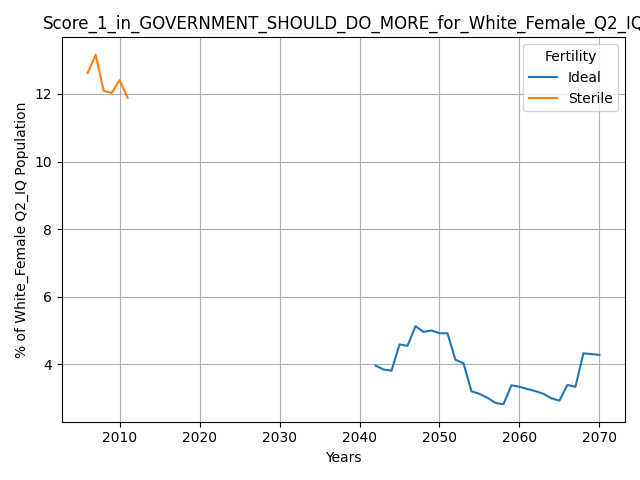 Score_1_in_GOVERNMENT_SHOULD_DO_MORE_for_White_Female_Q2_IQ
Fertility
Ideal
Sterile
% of White_Female Q2_IQ Population
12
10
8
6
4
2010 2020 2030 2040 2050 2060 2070
Years